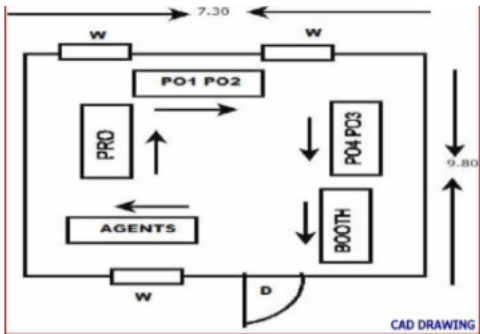 7.30
W
W
PO1 PO2
PRO
PO4 PO3
9.80
AGENTS
BOOTH
W
D
CAD DRAWING